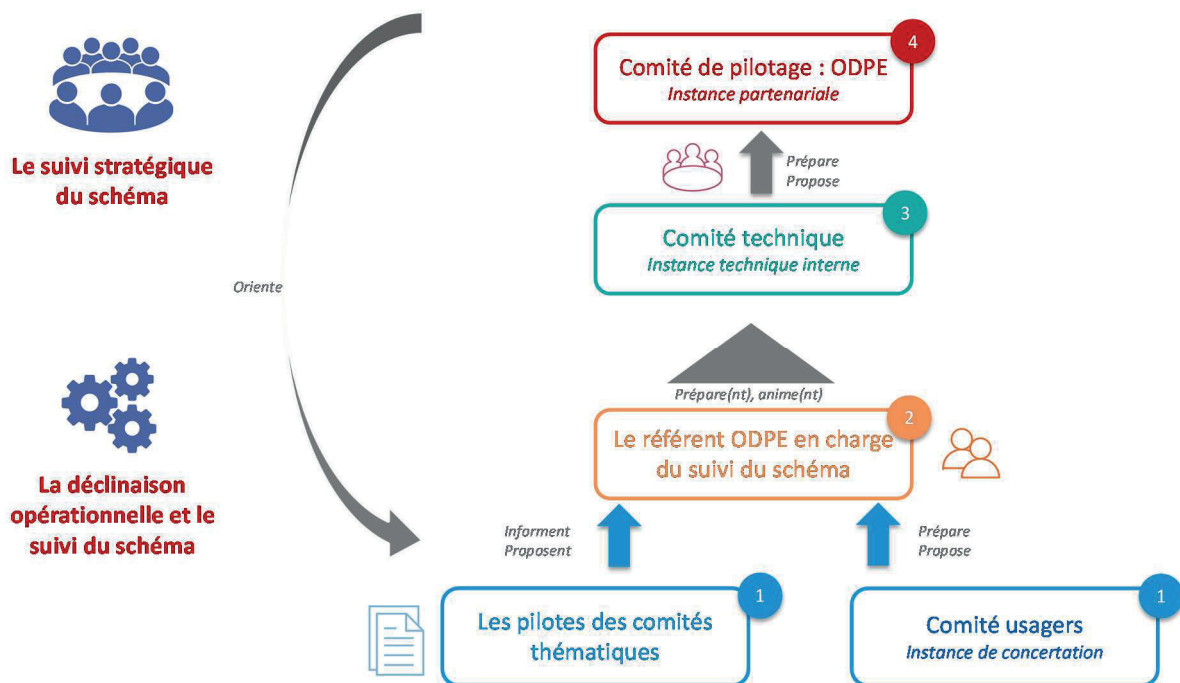 4
Comité de pilotage : ODPE
Instance partenariale
Le suivi stratégique
du schéma
Prépare
Propose
3
Comité technique
Instance technique interne
Oriente
Prépare(nt), anime(nt)
2
Le référent ODPE en charge
du suivi du schéma
La déclinaison
opérationnelle et le
suivi du schéma
Informent
Proposent
Prépare
Propose
1
Les pilotes des comités
thématiques
1
Comité usagers
Instance de concertation